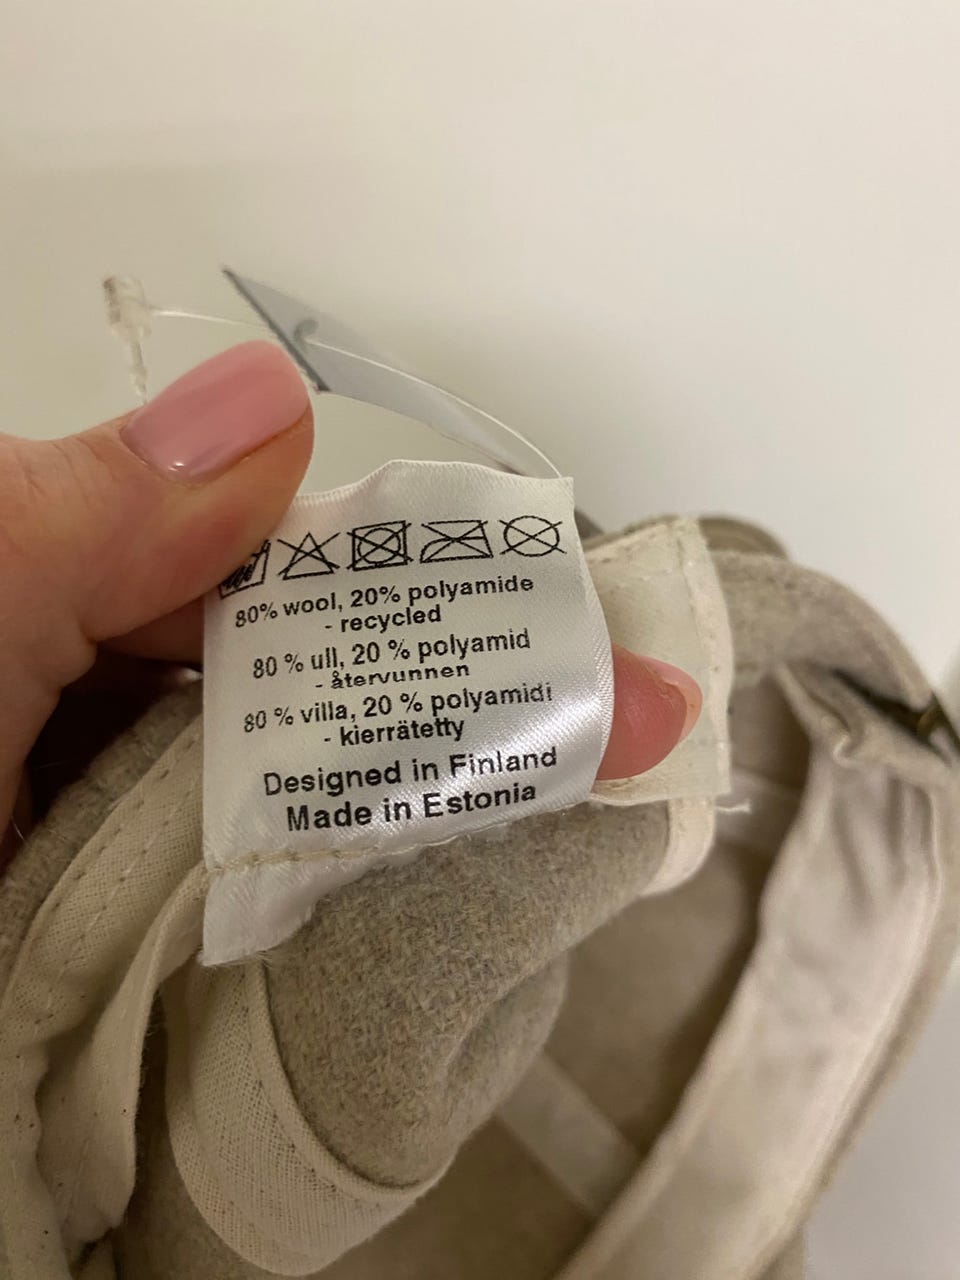 80% wool, 20% polyamide
- recycled
80 % ull, 20 % polyamid
- återvunnen
80 % villa, 20 % polyamidi
- kierrätetty
Designed in Finland
Made in Estonia